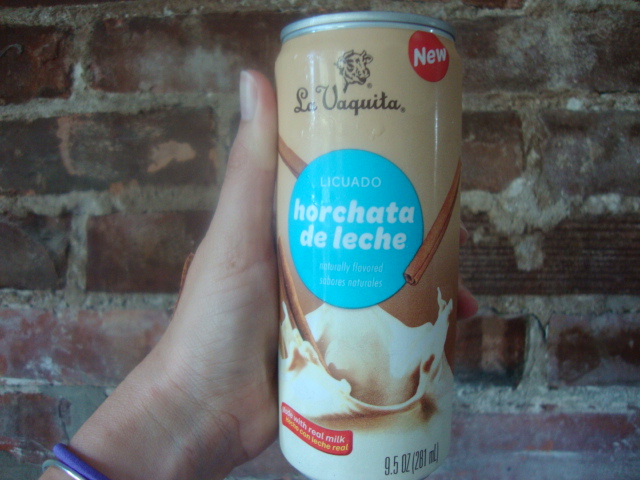 New
La Vaquita®
LICUADO
horchata
de leche
naturally flavored
sabores naturales
made with real milk
leche con leche real
9.5 OZ (281 mL)